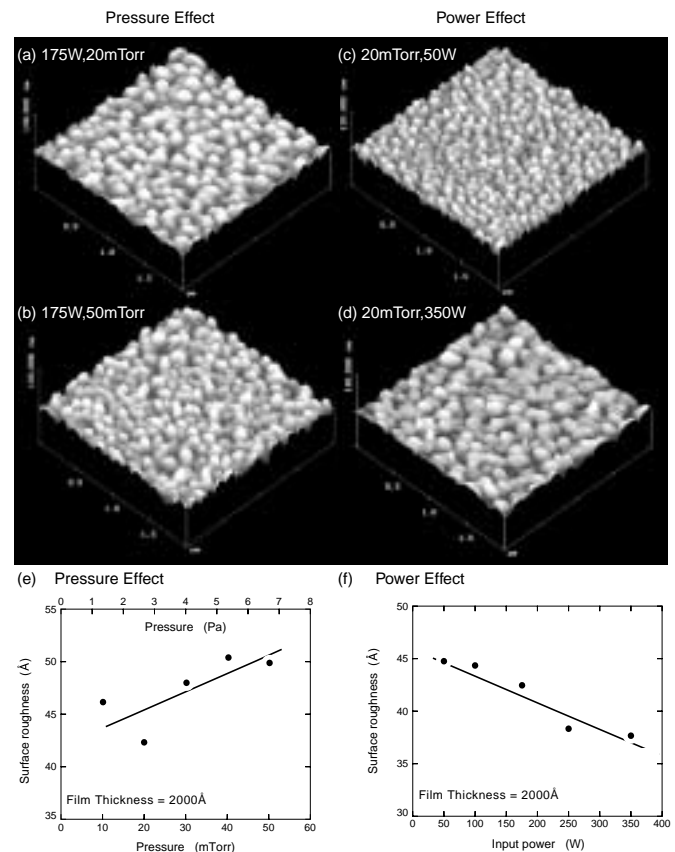 Pressure Effect
Power Effect
(a) 175W,20mTorr
(c) 20mTorr,50W
(b) 175W,50mTorr
(d) 20mTorr,350W
(e) Pressure Effect
0 1 2 3 4 5 6 7 8
Pressure (Pa)
55
50
45
40
35
Surface roughness (Å)
Film Thickness = 2000Å
0 10 20 30 40 50 60
Pressure (mTorr)
(f) Power Effect
50
45
40
35
30
Surface roughness (Å)
Film Thickness = 2000Å
0 50 100 150 200 250 300 350 400
Input power (W)